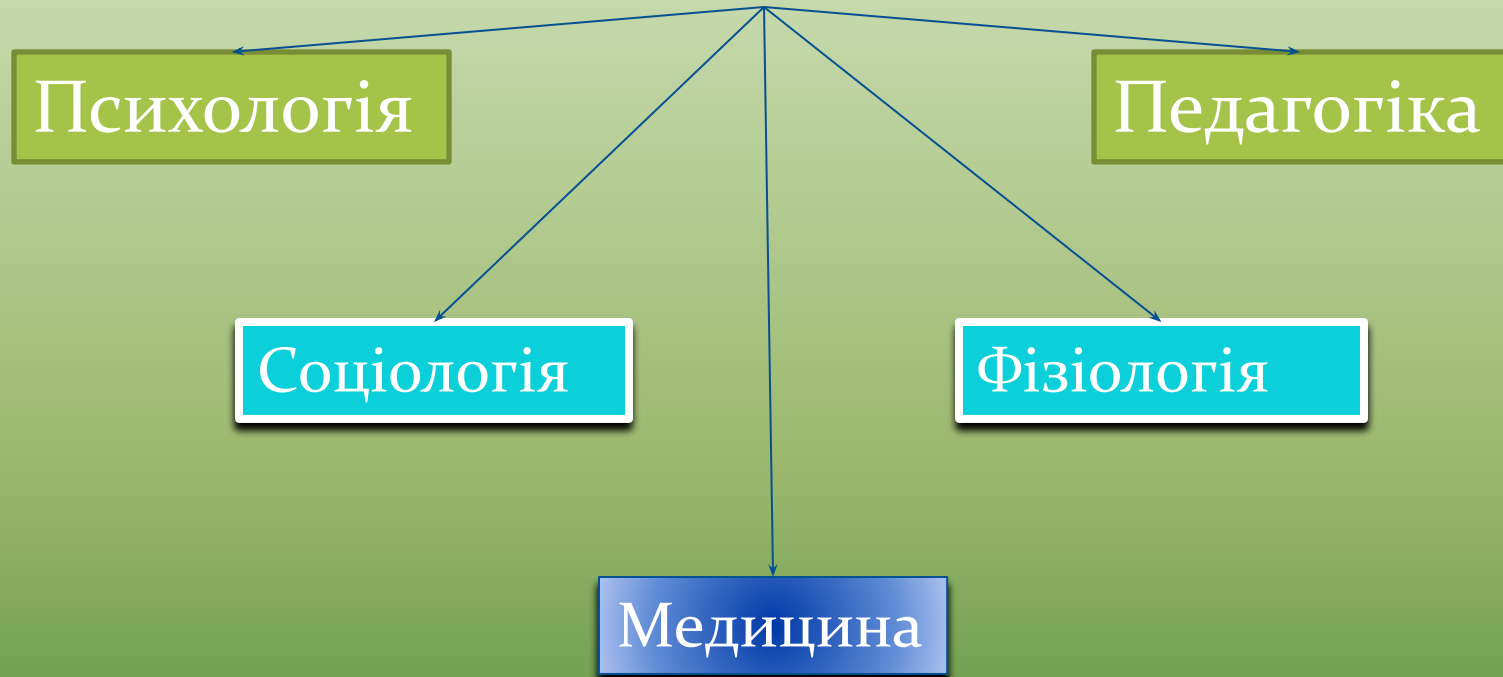 Психологія
Педагогіка
Соціологія
Фізіологія
Медицина